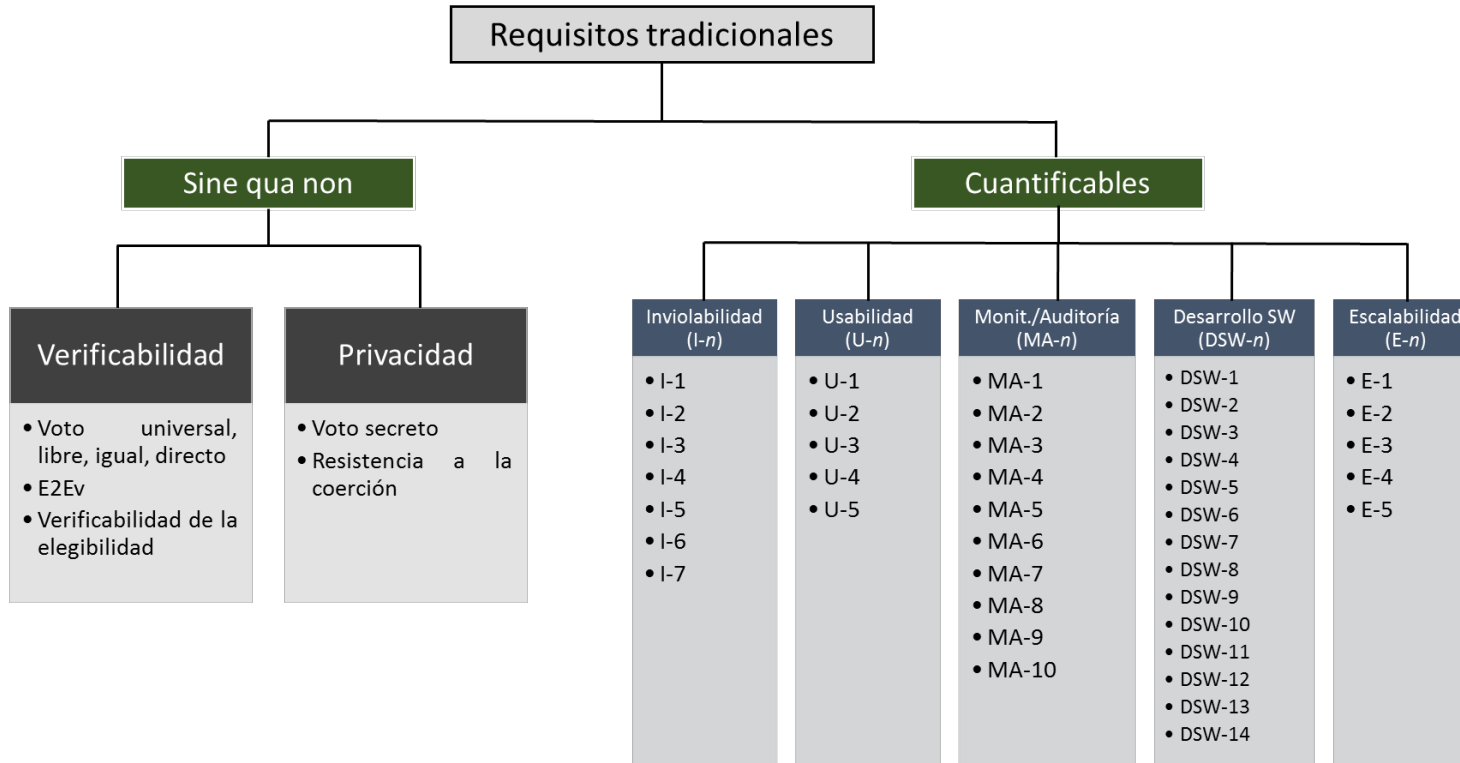 Requisitos tradicionales
Sine qua non
Cuantificables
Verificabilidad
• Voto universal,
libre, igual, directo
• E2Ev
• Verificabilidad de la
elegibilidad
Privacidad
• Voto secreto
• Resistencia a la
coerción
Inviolabilidad
(I-n)
• I-1
• I-2
• I-3
• I-4
• I-5
• I-6
• I-7
Usabilidad
(U-n)
• U-1
• U-2
• U-3
• U-4
• U-5
Monit./Auditoría
(MA-n)
• MA-1
• MA-2
• MA-3
• MA-4
• MA-5
• MA-6
• MA-7
• MA-8
• MA-9
• MA-10
Desarrollo SW
(DSW-n)
• DSW-1
• DSW-2
• DSW-3
• DSW-4
• DSW-5
• DSW-6
• DSW-7
• DSW-8
• DSW-9
• DSW-10
• DSW-11
• DSW-12
• DSW-13
• DSW-14
Escalabilidad
(E-n)
• E-1
• E-2
• E-3
• E-4
• E-5